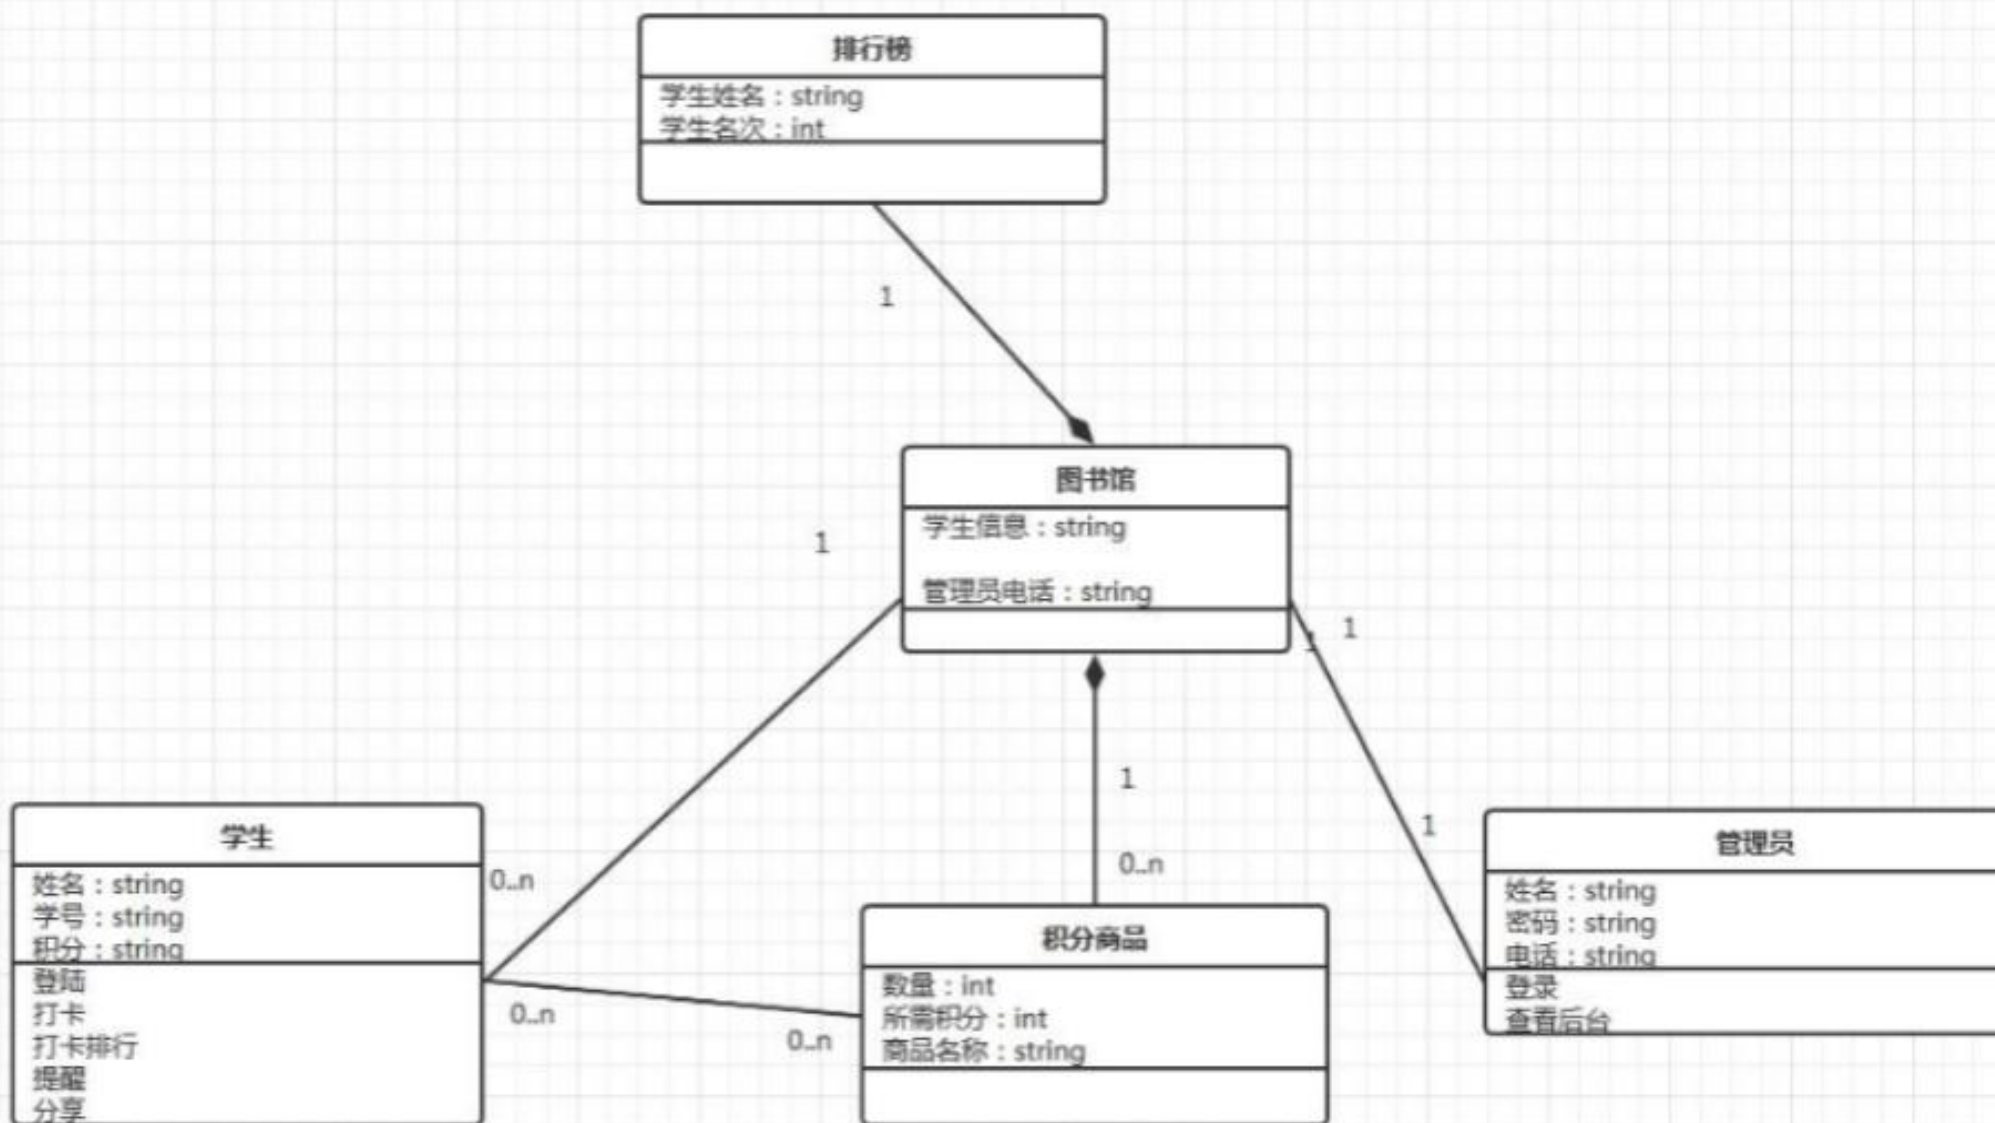 排行榜
学生姓名：string
学生名次：int
1
图书馆
学生信息：string
管理员电话：string
1
1
1
1
0..n
1
学生
姓名：string
学号：string
积分：string
登陆
打卡
打卡排行
提醒
分享
0..n
0..n
0..n
积分商品
数量：int
所需积分：int
商品名称：string
管理员
姓名：string
密码：string
电话：string
登录
查看后台